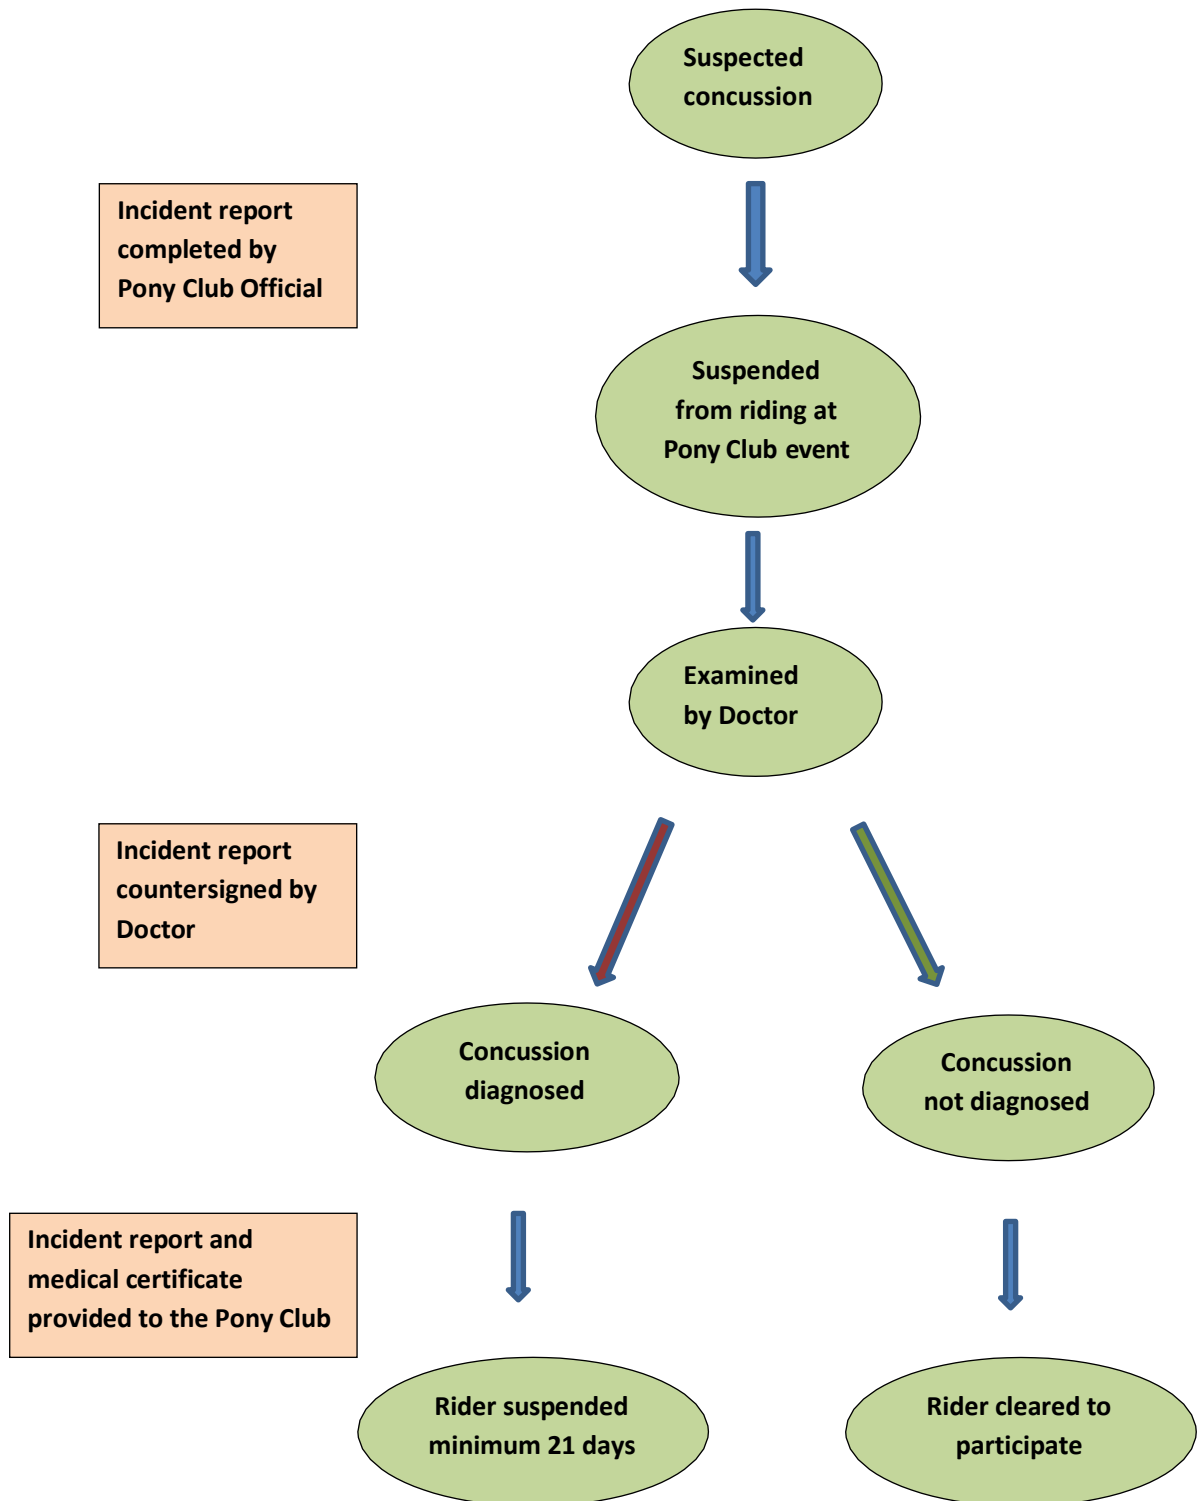 Suspected
concussion
Incident report
completed by
Pony Club Official
Suspended
from riding at
Pony Club event
Examined
by Doctor
Incident report
countersigned by
Doctor
Concussion
diagnosed
Concussion
not diagnosed
Incident report and
medical certificate
provided to the Pony Club
Rider suspended
minimum 21 days
Rider cleared to
participate